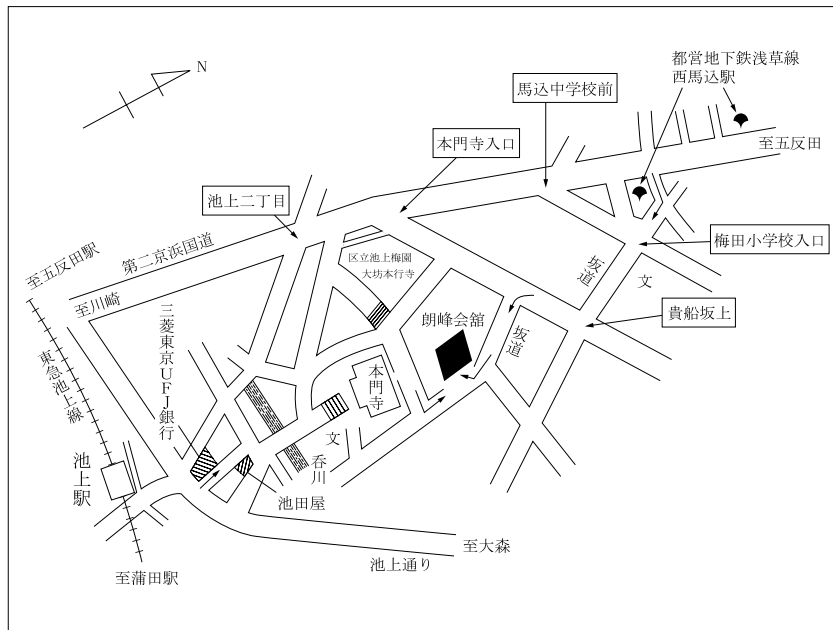 N
都営地下鉄浅草線
西馬込駅
馬込中学校前
至五反田
本門寺入口
池上二丁目
梅田小学校入口
第二京浜国道
至五反田駅
至川崎
区立池上梅園
大坊本行寺
坂道
文
貴船坂上
朗峰会舘
坂道
三菱東京UFJ銀行
東急池上線
本門寺
文
呑川
池上駅
池田屋
至大森
池上通り
至蒲田駅